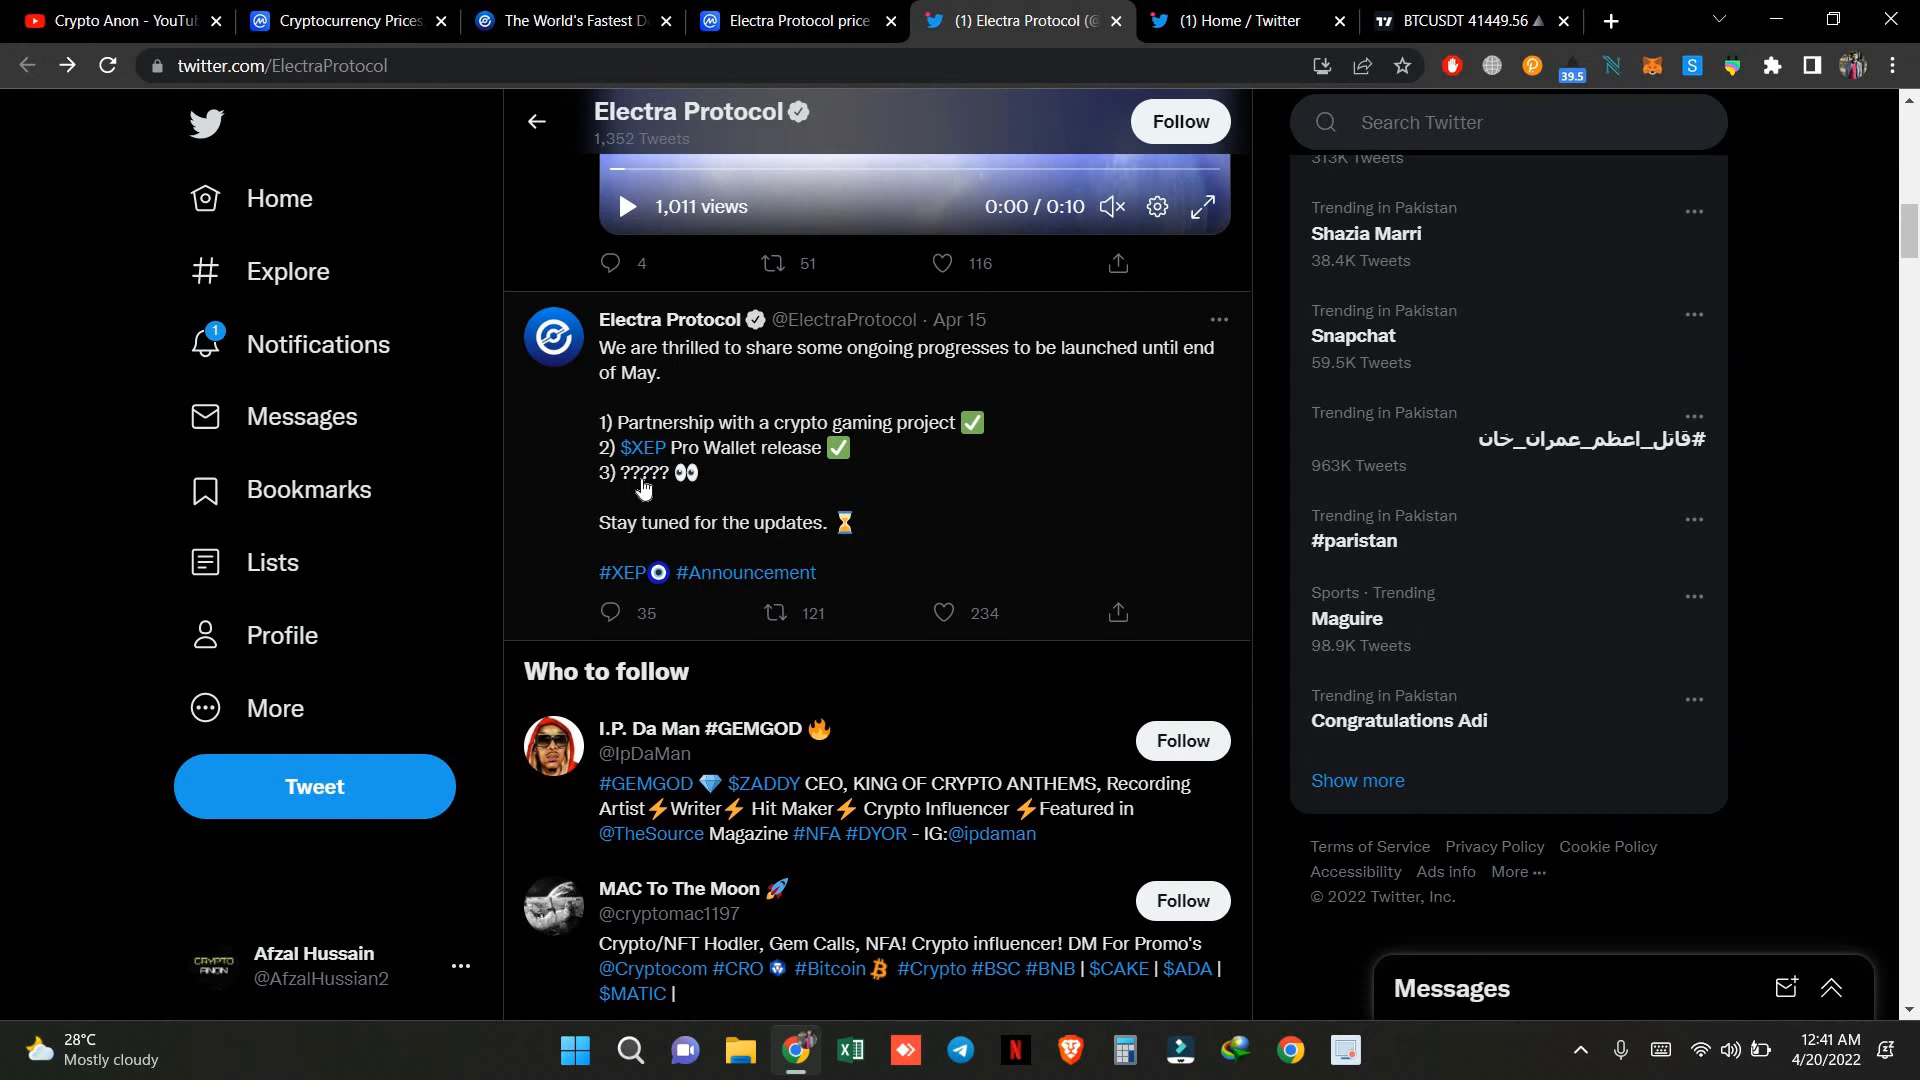 Crypto Anon - YouTu
Cryptocurrency Prices
The World's Fastest D
Electra Protocol price
(1) Electra Protocol (@
(1) Home / Twitter
BTCUSDT 41449.56
twitter.com/ElectraProtocol
39.5
Electra Protocol
1,352 Tweets
Follow
Search Twitter
313K Tweets
Home
Explore
1
Notifications
Messages
Bookmarks
Lists
Profile
More
Tweet
Afzal Hussain
@AfzalHussian2
CRYPTO
ANON
1,011 views
0:00 / 0:10
4
51
116
Electra Protocol @ElectraProtocol · Apr 15
We are thrilled to share some ongoing progresses to be launched until end
of May.
1) Partnership with a crypto gaming project ✅
2) $XEP Pro Wallet release ✅
3) ????? 👀
Stay tuned for the updates. ⏳
#XEP #Announcement
35
121
234
Who to follow
I.P. Da Man #GEMGOD 🔥
@IpDaMan
Follow
#GEMGOD 💎 $ZADDY CEO, KING OF CRYPTO ANTHEMS, Recording
Artist⚡Writer⚡ Hit Maker⚡ Crypto Influencer ⚡Featured in
@TheSource Magazine #NFA #DYOR - IG:@ipdaman
MAC To The Moon 🚀
@cryptomac1197
Follow
Crypto/NFT Hodler, Gem Calls, NFA! Crypto influencer! DM For Promo's
@Cryptocom #CRO #Bitcoin #Crypto #BSC #BNB | $CAKE | $ADA |
$MATIC |
Trending in Pakistan
Shazia Marri
38.4K Tweets
Trending in Pakistan
Snapchat
59.5K Tweets
Trending in Pakistan
#قاتل_اعظم_عمران_خان
963K Tweets
Trending in Pakistan
#paristan
Sports · Trending
Maguire
98.9K Tweets
Trending in Pakistan
Congratulations Adi
Show more
Terms of Service Privacy Policy Cookie Policy
Accessibility Ads info More ···
© 2022 Twitter, Inc.
Messages
28°C
Mostly cloudy
12:41 AM
4/20/2022